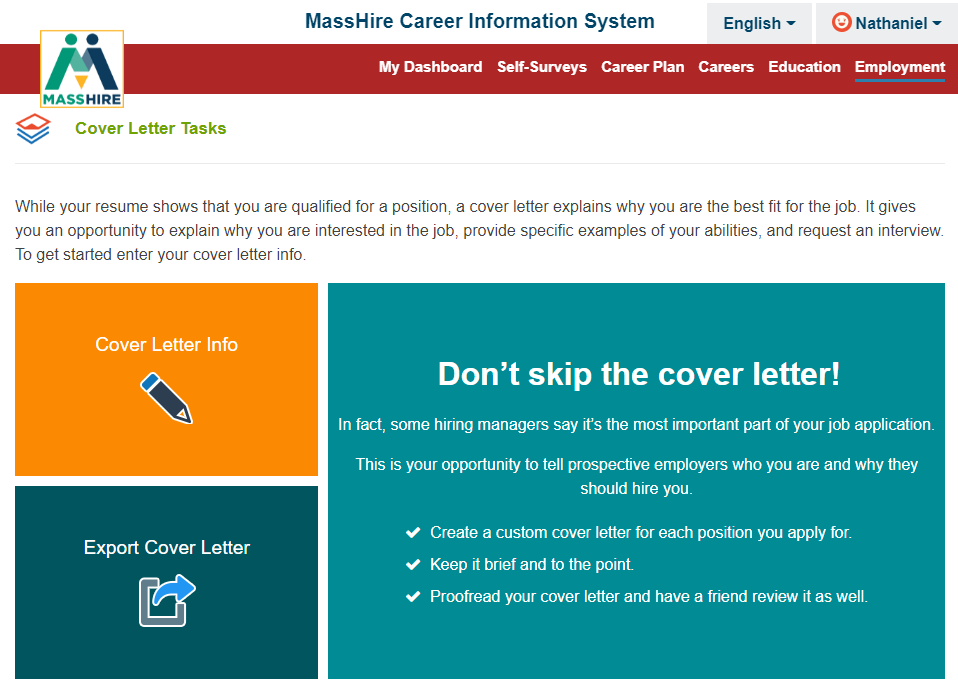 MassHire Career Information System
English
Nathaniel
MASSHIRE
My Dashboard Self-Surveys Career Plan Careers Education Employment
Cover Letter Tasks
While your resume shows that you are qualified for a position, a cover letter explains why you are the best fit for the job. It gives
you an opportunity to explain why you are interested in the job, provide specific examples of your abilities, and request an interview.
To get started enter your cover letter info.
Cover Letter Info
Export Cover Letter
Don’t skip the cover letter!
In fact, some hiring managers say it’s the most important part of your job application.
This is your opportunity to tell prospective employers who you are and why they
should hire you.
Create a custom cover letter for each position you apply for.
Keep it brief and to the point.
Proofread your cover letter and have a friend review it as well.